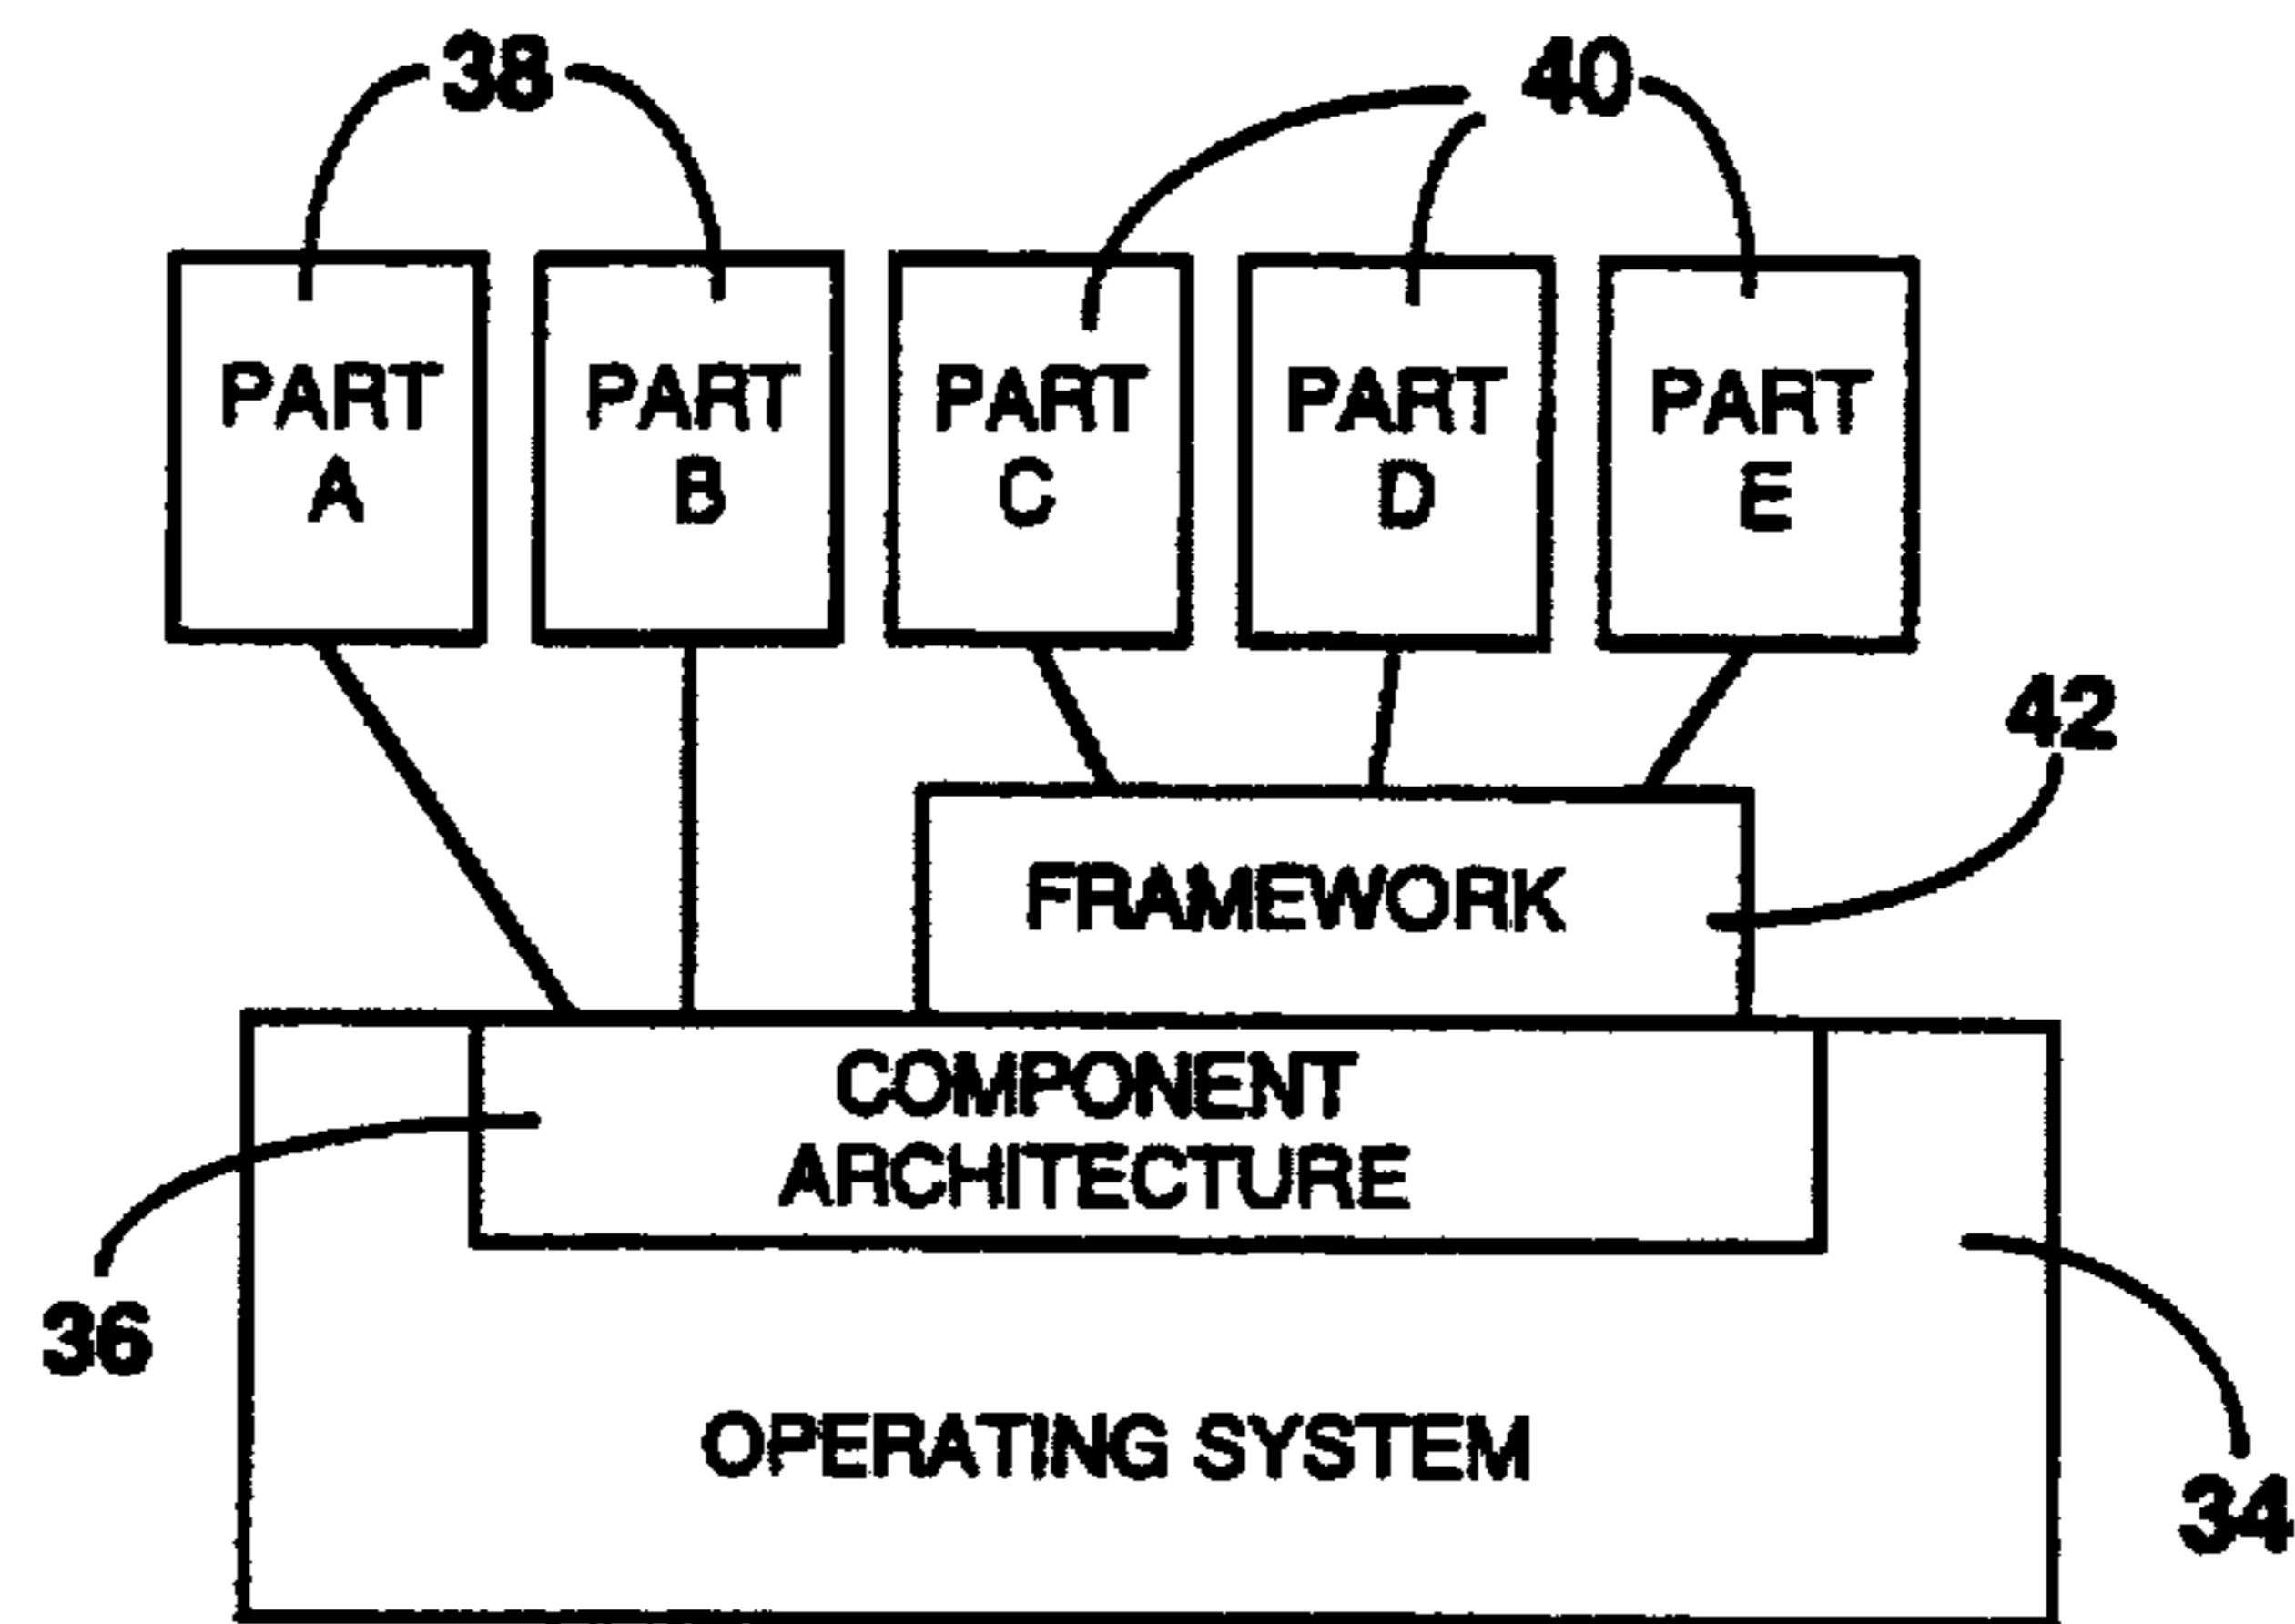 38
40
PART
A
PART
B
PART
C
PART
D
PART
E
42
FRAMEWORK
COMPONENT
ARCHITECTURE
36
OPERATING SYSTEM
34